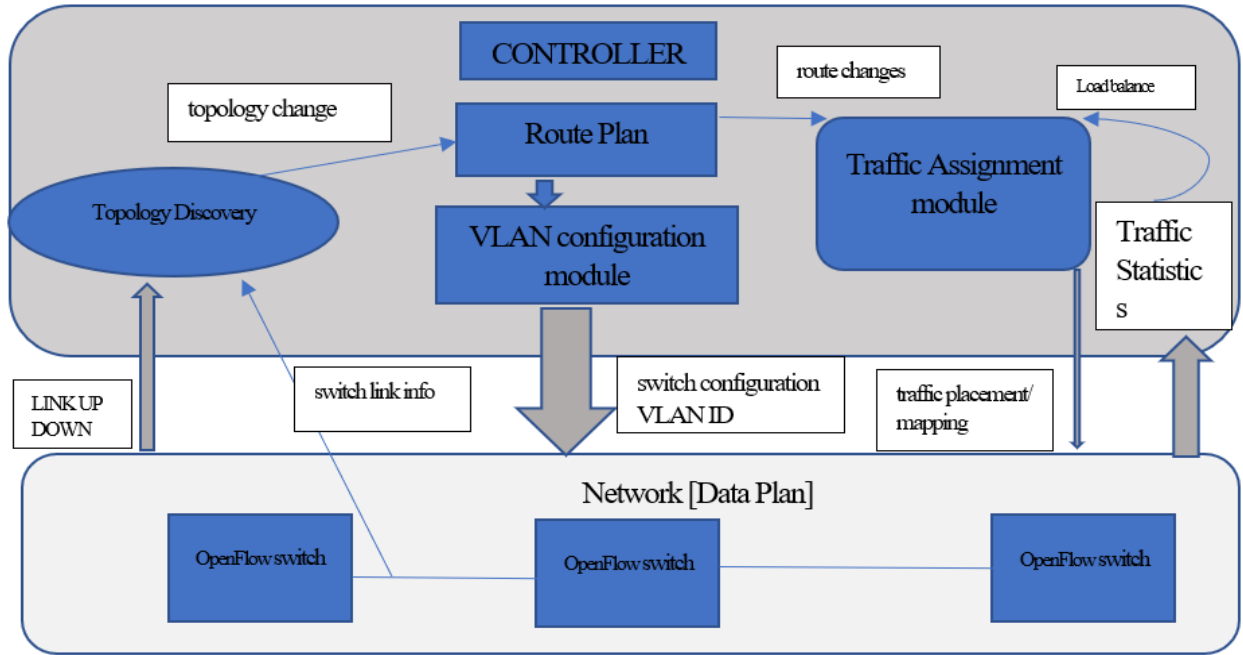 CONTROLLER
route changes
Load balance
topology change
Route Plan
Traffic Assignment
module
Topology Discovery
VLAN configuration
module
Traffic
Statistic
s
LINK UP
DOWN
switch link info
switch configuration
VLAN ID
traffic placement/
mapping
Network [Data Plan]
OpenFlow switch
OpenFlow switch
OpenFlow switch